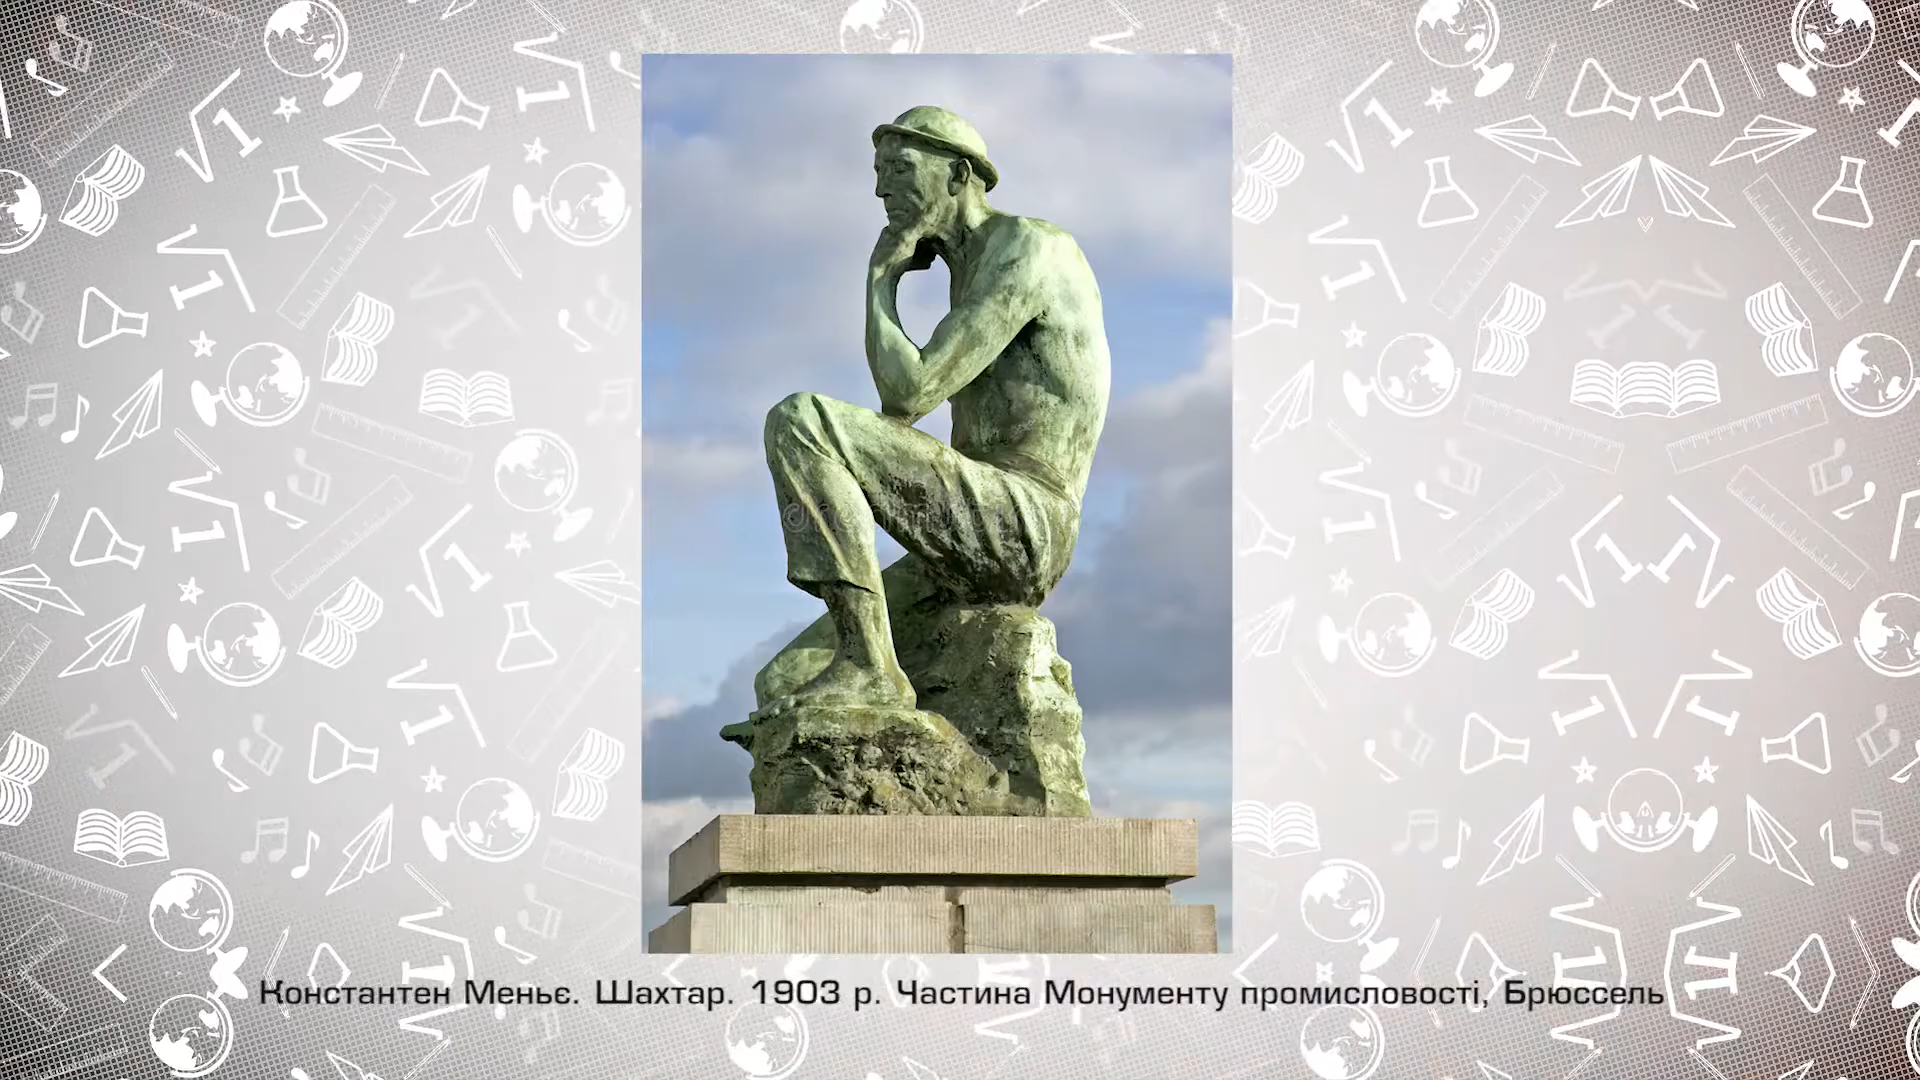 Константен Меньє. Шахтар. 1903 р. Частина Монументу промисловості, Брюссель